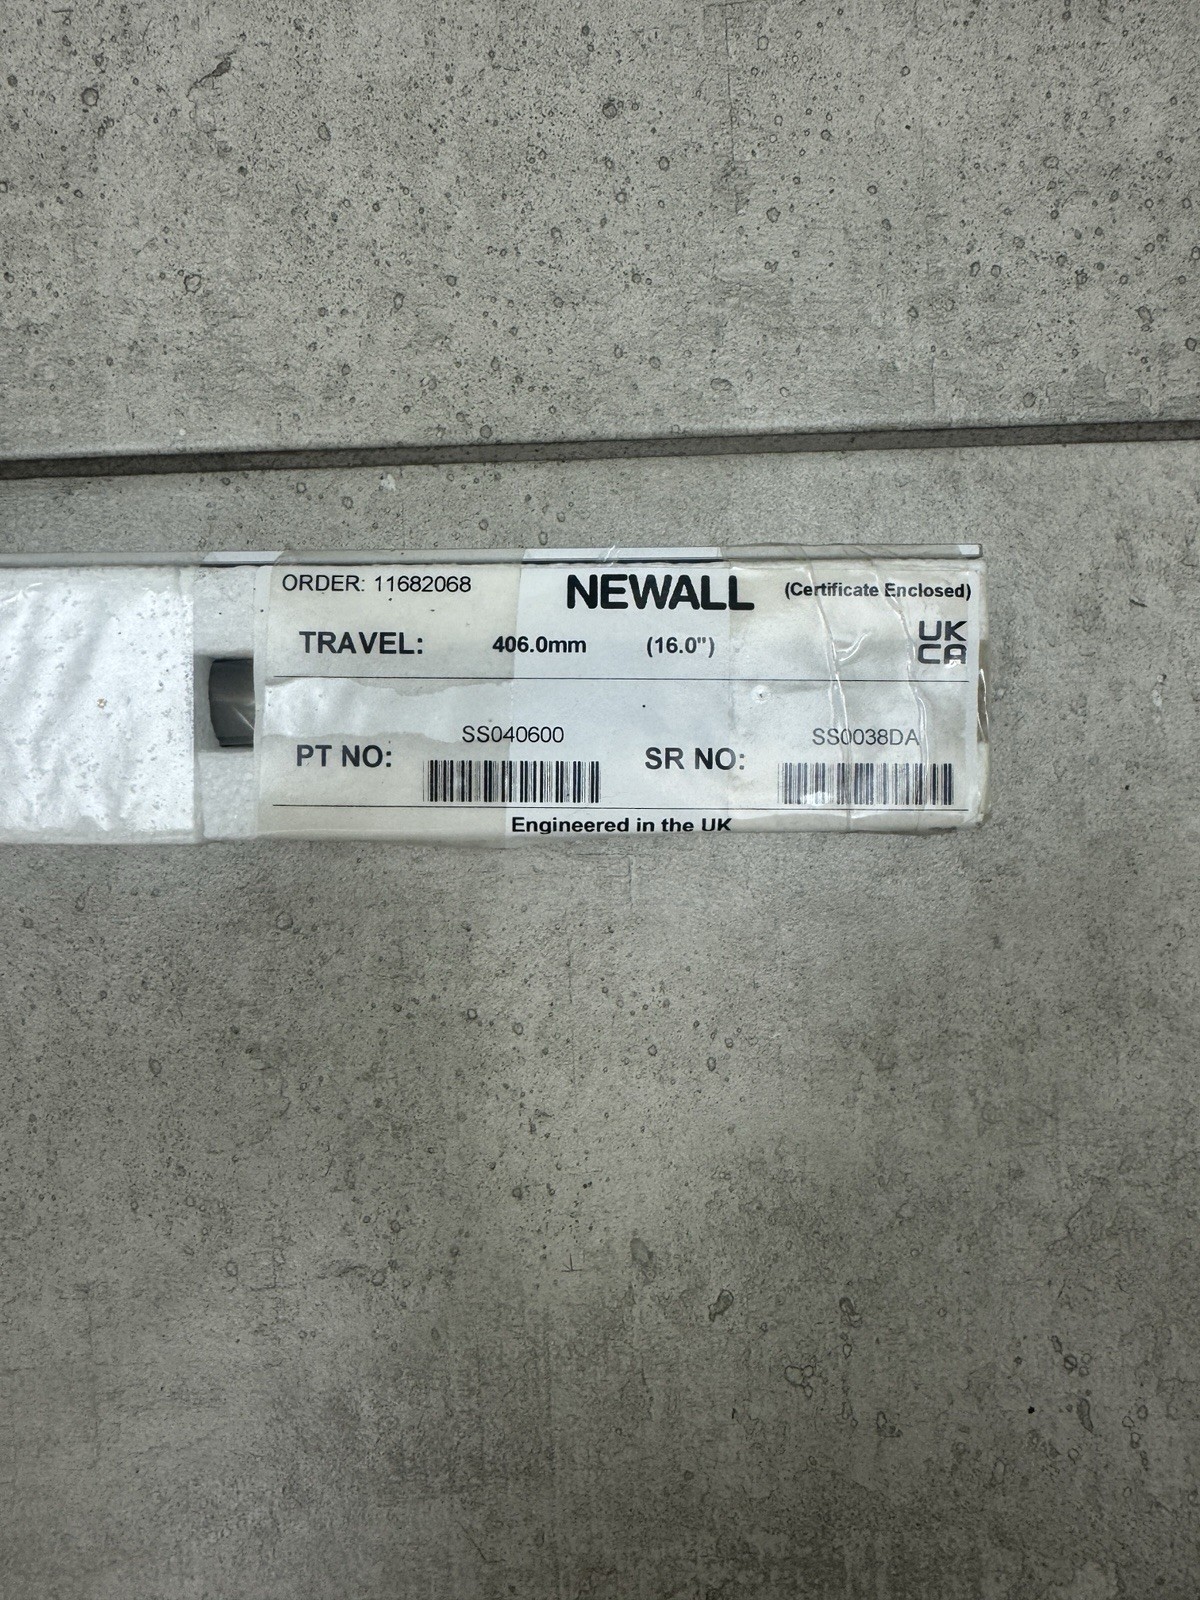 ORDER: 11682068 NEWALL (Certificate Enclosed)
TRAVEL: 406.0mm (16.0") UK
CA
PT NO: SS040600 SR NO: SS0038DA
Engineered in the UK